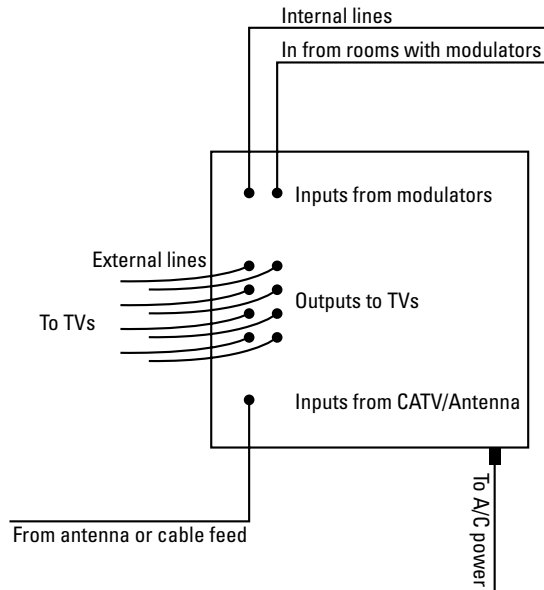 Internal lines
In from rooms with modulators
Inputs from modulators
External lines
To TVs
Outputs to TVs
Inputs from CATV/Antenna
From antenna or cable feed
To A/C power